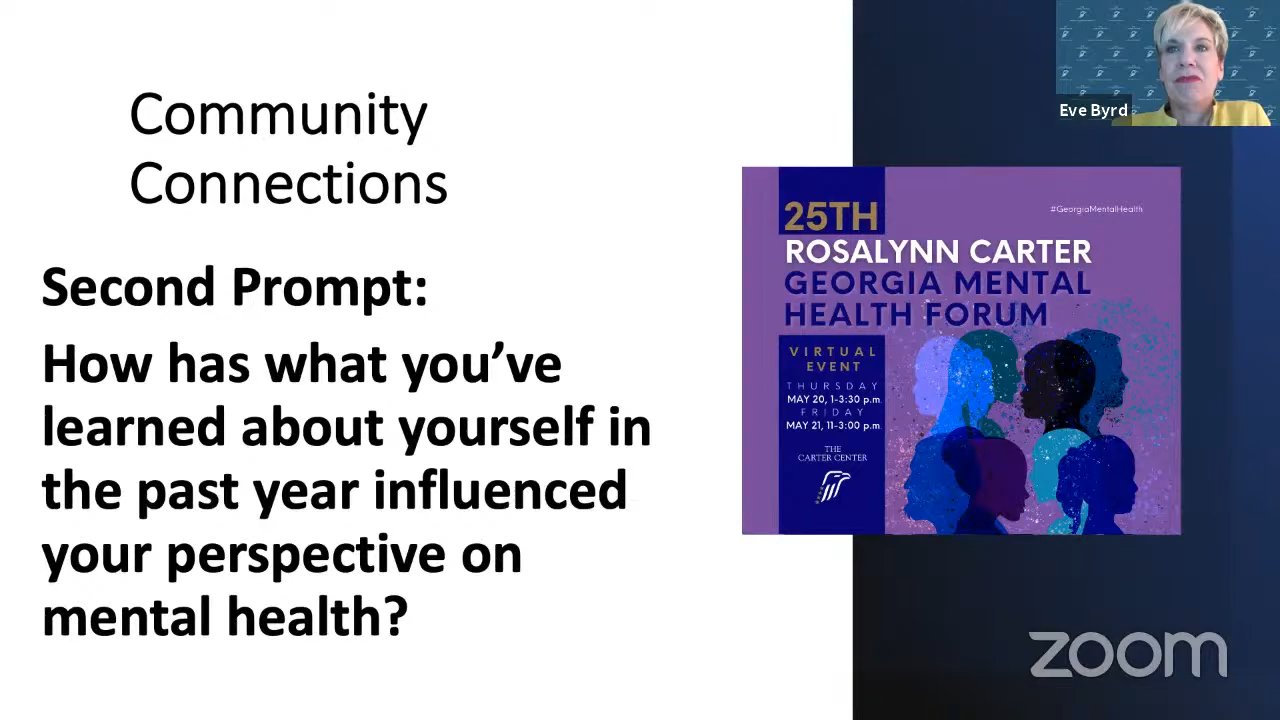 Community
Connections
Second Prompt:
How has what you’ve
learned about yourself in
the past year influenced
your perspective on
mental health?
Eve Byrd
25TH
#GeorgiaMentalHealth
ROSALYNN CARTER
GEORGIA MENTAL
HEALTH FORUM
VIRTUAL
EVENT
THURSDAY
MAY 20, 1-3:30 p.m.
FRIDAY
MAY 21, 11-3:00 p.m.
THE
CARTER CENTER
zoom